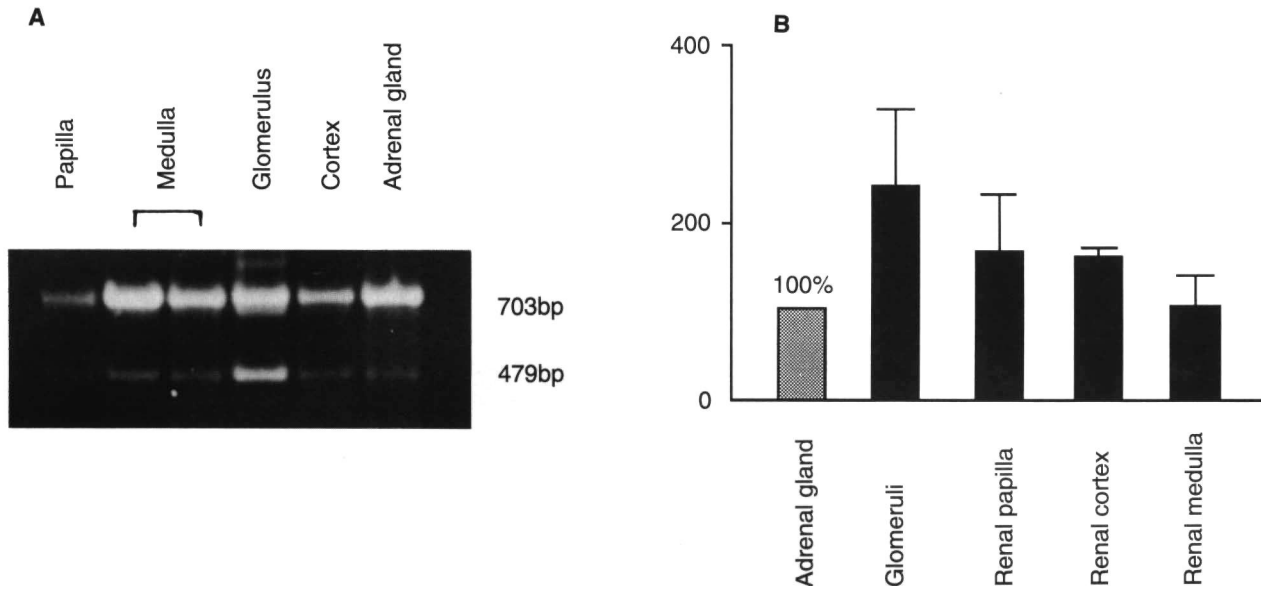 A
Papilla
Medulla
Glomerulus
Cortex
Adrenal gland
703bp
479bp
B
400
200
0
100%
Adrenal gland
Glomeruli
Renal papilla
Renal cortex
Renal medulla